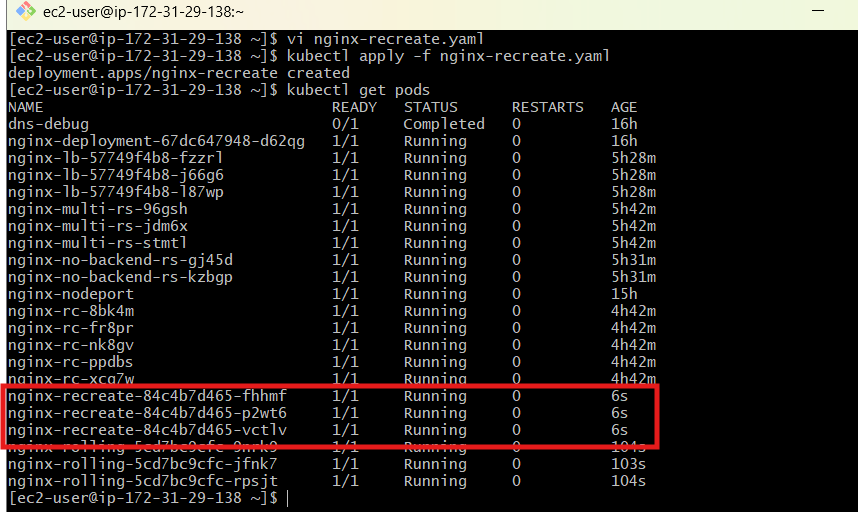 ec2-user@ip-172-31-29-138:~
[ec2-user@ip-172-31-29-138 ~]$ vi nginx-recreate.yaml
[ec2-user@ip-172-31-29-138 ~]$ kubectl apply -f nginx-recreate.yaml
deployment.apps/nginx-recreate created
[ec2-user@ip-172-31-29-138 ~]$ kubectl get pods
NAME READY STATUS RESTARTS AGE
dns-debug 0/1 Completed 0 16h
nginx-deployment-67dc647948-d62qg 1/1 Running 0 16h
nginx-lb-57749f4b8-fzzrl 1/1 Running 0 5h28m
nginx-lb-57749f4b8-j66g6 1/1 Running 0 5h28m
nginx-lb-57749f4b8-l87wp 1/1 Running 0 5h28m
nginx-multi-rs-96gsh 1/1 Running 0 5h42m
nginx-multi-rs-jdm6x 1/1 Running 0 5h42m
nginx-multi-rs-stmtl 1/1 Running 0 5h42m
nginx-no-backend-rs-gj45d 1/1 Running 0 5h31m
nginx-no-backend-rs-kzbgp 1/1 Running 0 5h31m
nginx-nodeport 1/1 Running 0 15h
nginx-rc-8bk4m 1/1 Running 0 4h42m
nginx-rc-fr8pr 1/1 Running 0 4h42m
nginx-rc-nk8gv 1/1 Running 0 4h42m
nginx-rc-ppdbs 1/1 Running 0 4h42m
nginx-rc-xcg7w 1/1 Running 0 4h42m
nginx-recreate-84c4b7d465-fhhmf 1/1 Running 0 6s
nginx-recreate-84c4b7d465-p2wt6 1/1 Running 0 6s
nginx-recreate-84c4b7d465-vctlv 1/1 Running 0 6s
1/1 Running 0 104s
nginx-rolling-5cd7bc9cfc-jfnk7 1/1 Running 0 103s
nginx-rolling-5cd7bc9cfc-rpsjt 1/1 Running 0 104s
[ec2-user@ip-172-31-29-138 ~]$